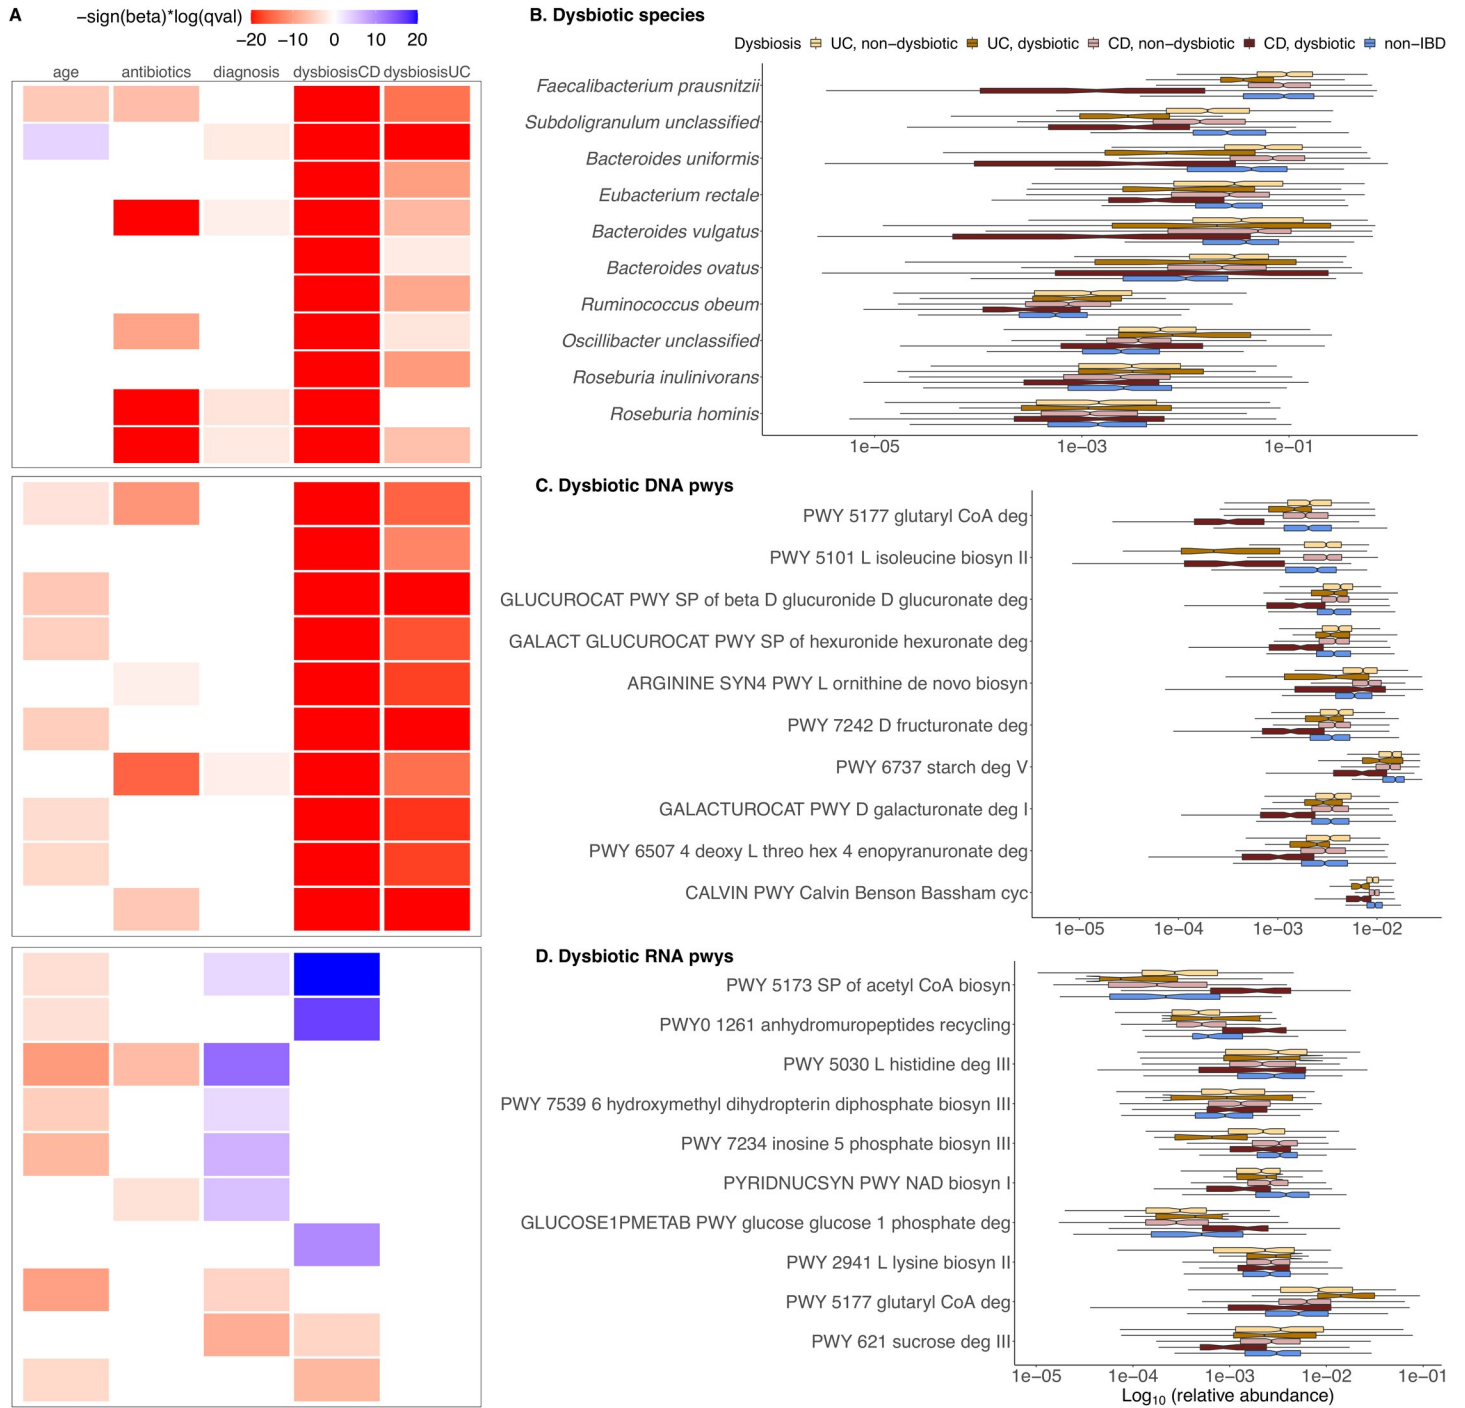 A
−sign(beta)*log(qval)
−20 −10 0 10 20
age antibiotics diagnosis dysbiosisCD dysbiosisUC
B. Dysbiotic species
Dysbiosis UC, non-dysbiotic UC, dysbiotic CD, non-dysbiotic CD, dysbiotic non-IBD
Faecalibacterium prausnitzii
Subdoligranulum unclassified
Bacteroides uniformis
Eubacterium rectale
Bacteroides vulgatus
Bacteroides ovatus
Ruminococcus obeum
Oscillibacter unclassified
Roseburia inulinivorans
Roseburia hominis
1e−05 1e−03 1e−01
C. Dysbiotic DNA pwys
PWY 5177 glutaryl CoA deg
PWY 5101 L isoleucine biosyn II
GLUCUROCAT PWY SP of beta D glucuronide D glucuronate deg
GALACT GLUCUROCAT PWY SP of hexuronide hexuronate deg
ARGININE SYN4 PWY L ornithine de novo biosyn
PWY 7242 D fructuronate deg
PWY 6737 starch deg V
GALACTUROCAT PWY D galacturonate deg I
PWY 6507 4 deoxy L threo hex 4 enopyranuronate deg
CALVIN PWY Calvin Benson Bassham cyc
1e−05 1e−04 1e−03 1e−02
D. Dysbiotic RNA pwys
PWY 5173 SP of acetyl CoA biosyn
PWY0 1261 anhydromuropeptides recycling
PWY 5030 L histidine deg III
PWY 7539 6 hydroxymethyl dihydropterin diphosphate biosyn III
PWY 7234 inosine 5 phosphate biosyn III
PYRIDNUCSYN PWY NAD biosyn I
GLUCOSE1PMETAB PWY glucose glucose 1 phosphate deg
PWY 2941 L lysine biosyn II
PWY 5177 glutaryl CoA deg
PWY 621 sucrose deg III
1e−05 1e−04 1e−03 1e−02 1e−01
Log₁₀ (relative abundance)